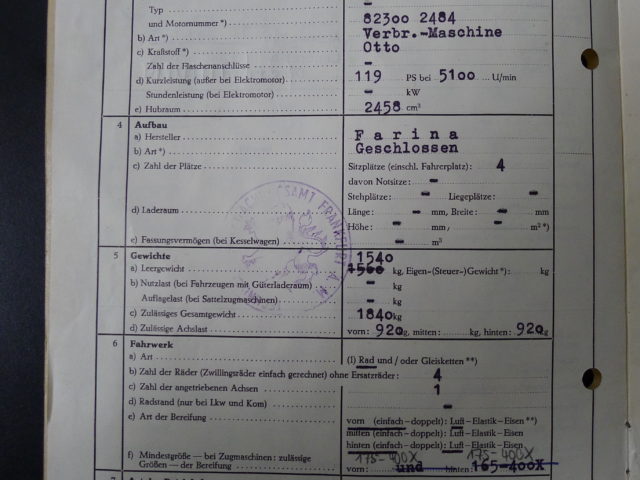 Typ
und Motornummer*) 82300 2484
b) Art*) Verbr.-Maschine
c) Kraftstoff*) Otto
Zahl der Flaschenanschlüsse -
d) Kurzleistung (außer bei Elektromotor) 119 PS bei 5100 U/min
Stundenleistung (bei Elektromotor) - kW
e) Hubraum 2458 cm³
4 Aufbau
a) Hersteller Farina
b) Art*) Geschlossen
c) Zahl der Plätze Sitzplätze (einschl. Fahrerplatz): 4
davon Notsitze: -
Stehplätze: - Liegeplätze: -
d) Laderaum Länge: - mm, Breite: - mm
Höhe: - mm, - m²*)
e) Fassungsvermögen (bei Kesselwagen) - m³
5 Gewichte 1540
a) Leergewicht kg, Eigen-(Steuer-)Gewicht*): kg
b) Nutzlast (bei Fahrzeugen mit Güterladeraum) - kg
Auflagelast (bei Sattelzugmaschinen) - kg
c) Zulässiges Gesamtgewicht 1840 kg
d) Zulässige Achslast vorn: 920 kg, mitten: kg, hinten: 920 kg
6 Fahrwerk
a) Art (1) Rad und/oder Gleisketten **)
b) Zahl der Räder (Zwillingsräder einfach gerechnet) ohne Ersatzräder: 4
c) Zahl der angetriebenen Achsen 1
d) Radstand (nur bei Lkw und Kom) -
e) Art der Bereifung vorn (einfach-doppelt): Luft-Elastik-Eisen**)
mitten (einfach-doppelt): Luft-Elastik-Eisen
hinten (einfach-doppelt): Luft-Elastik-Eisen
175-400X 175-400X
f) Mindestgröße - bei Zugmaschinen: zulässige
Größen - der Bereifung vorn: und hinten: 165-400X